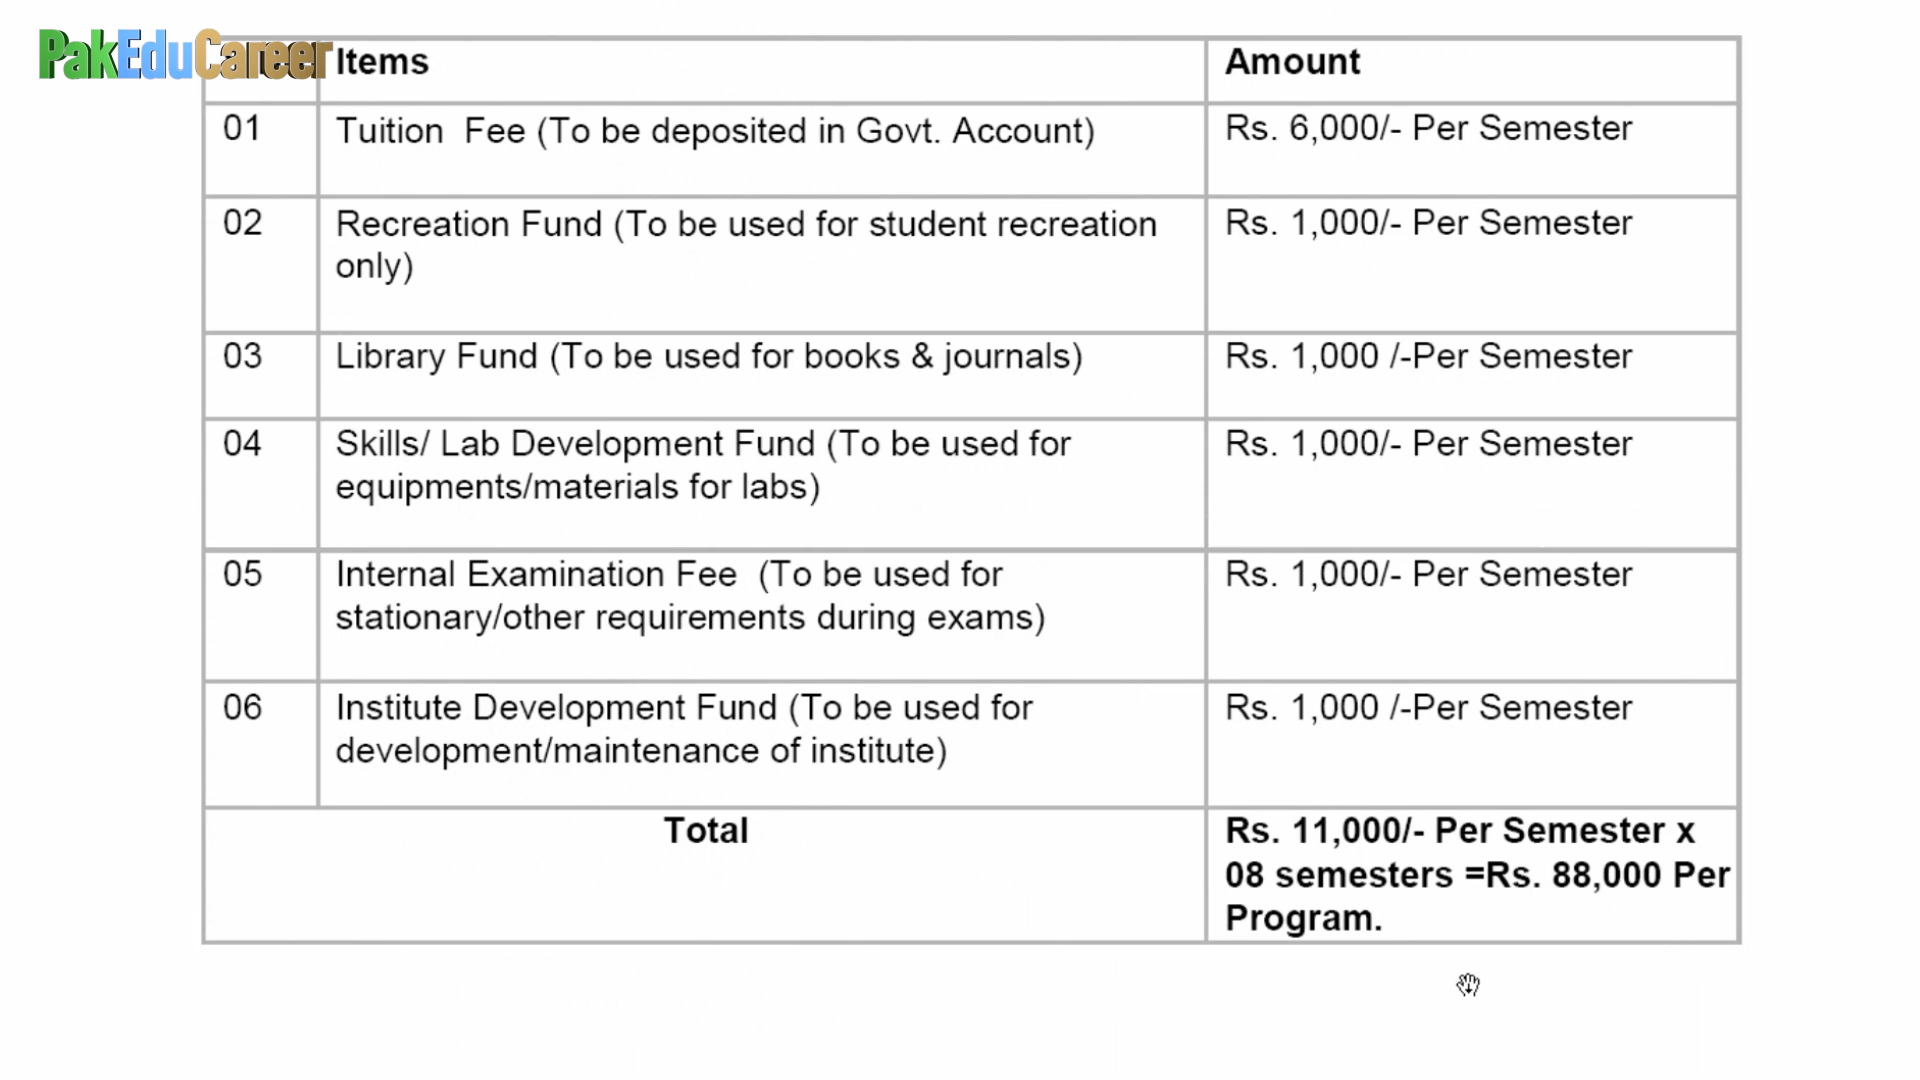 PakEduCareer
Items
Amount
01
Tuition  Fee (To be deposited in Govt. Account)
Rs. 6,000/- Per Semester
02
Recreation Fund (To be used for student recreation
only)
Rs. 1,000/- Per Semester
03
Library Fund (To be used for books & journals)
Rs. 1,000 /-Per Semester
04
Skills/ Lab Development Fund (To be used for
equipments/materials for labs)
Rs. 1,000/- Per Semester
05
Internal Examination Fee  (To be used for
stationary/other requirements during exams)
Rs. 1,000/- Per Semester
06
Institute Development Fund (To be used for
development/maintenance of institute)
Rs. 1,000 /-Per Semester
Total
Rs. 11,000/- Per Semester x
08 semesters =Rs. 88,000 Per
Program.